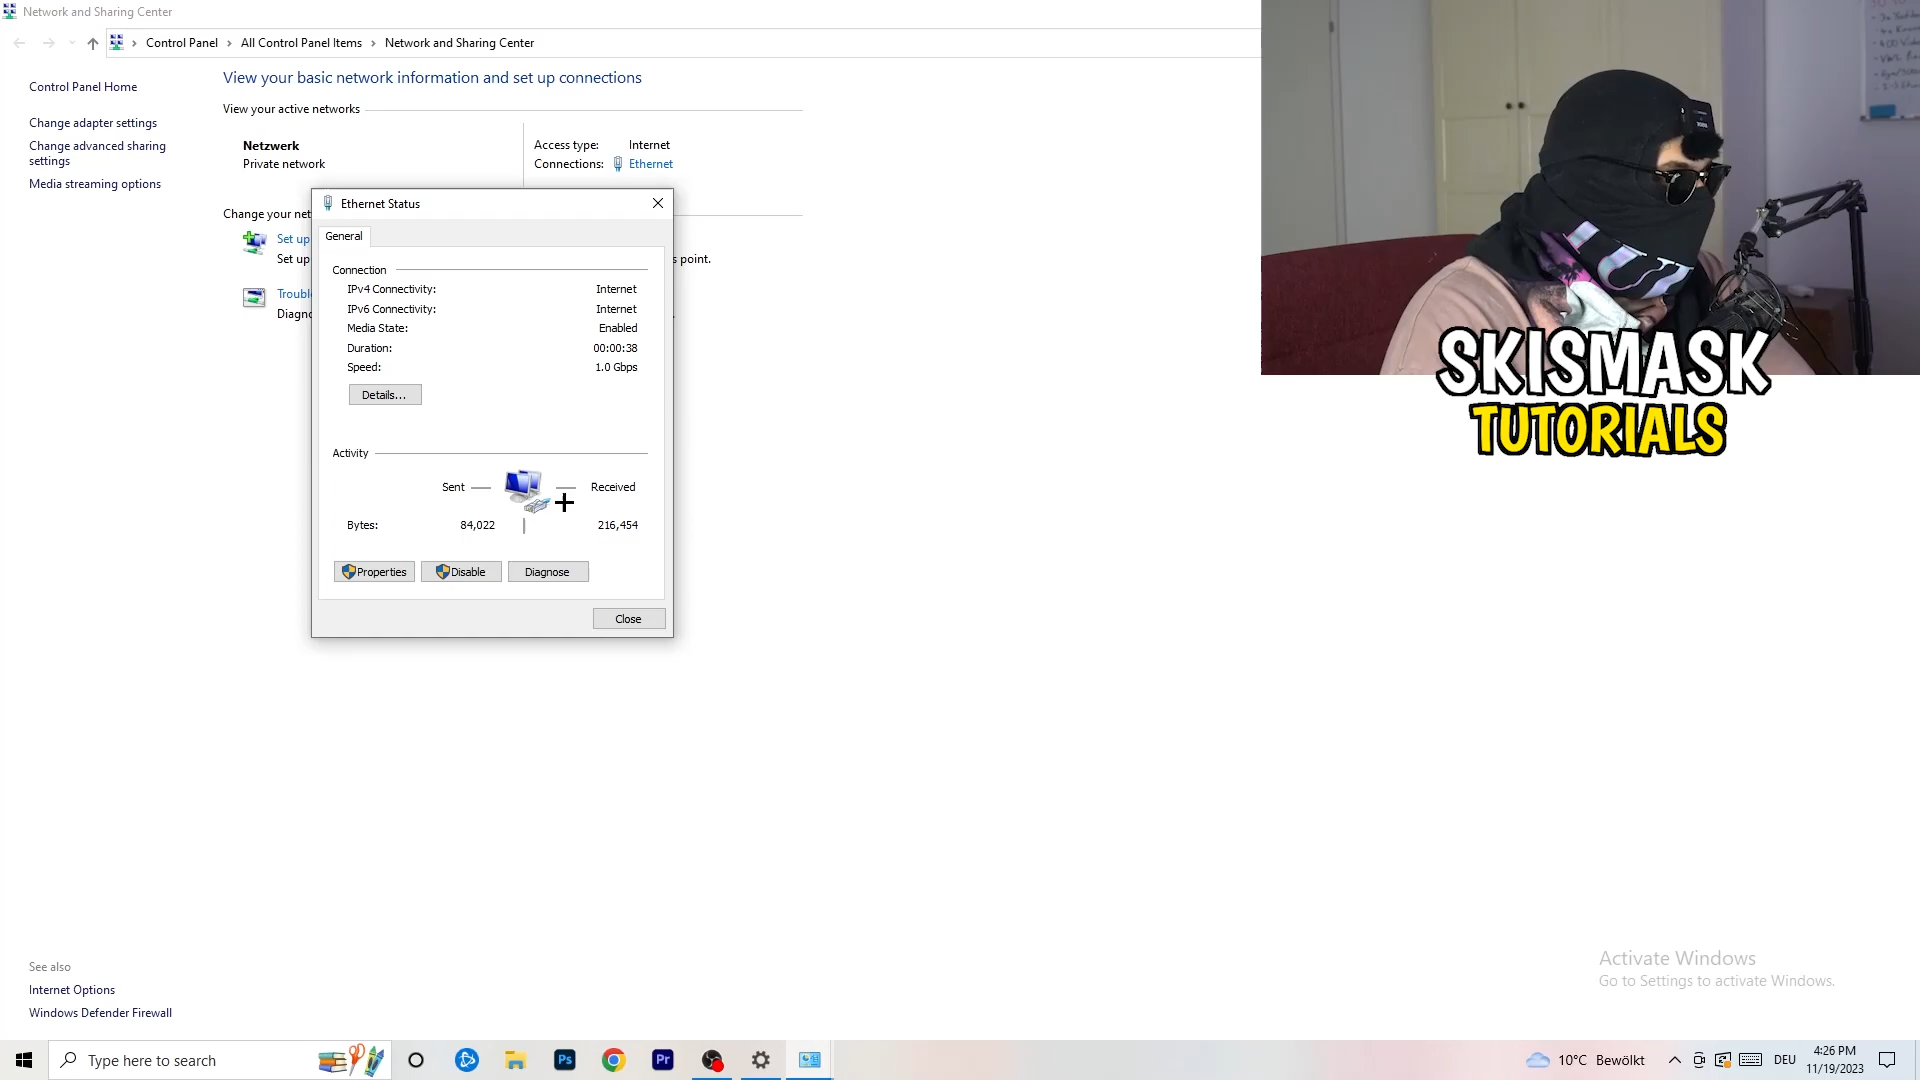 Network and Sharing Center
Control Panel > All Control Panel Items > Network and Sharing Center
Control Panel Home
Change adapter settings
Change advanced sharing
settings
Media streaming options
View your basic network information and set up connections
View your active networks
Netzwerk
Private network
Access type: Internet
Connections: Ethernet
Change your net
Set up
Set up
s point.
Troubl
Diagno
Ethernet Status
General
Connection
IPv4 Connectivity: Internet
IPv6 Connectivity: Internet
Media State: Enabled
Duration: 00:00:38
Speed: 1.0 Gbps
Details...
Activity
Sent Received
Bytes: 84,022 216,454
Properties Disable Diagnose
Close
SKISMASK
TUTORIALS
Activate Windows
Go to Settings to activate Windows.
See also
Internet Options
Windows Defender Firewall
Type here to search
Ps
Pr
10°C Bewölkt
DEU
4:26 PM
11/19/2023